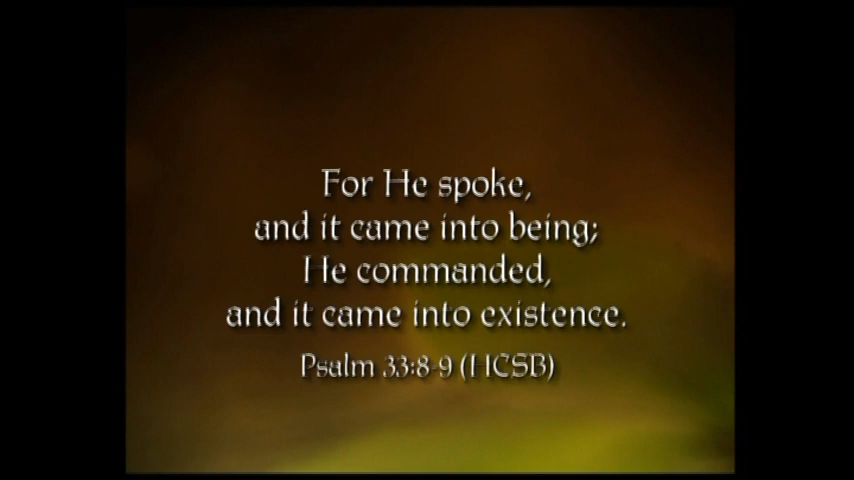 For He spoke,
and it came into being;
He commanded,
and it came into existence.
Psalm 33:8-9 (HCSB)